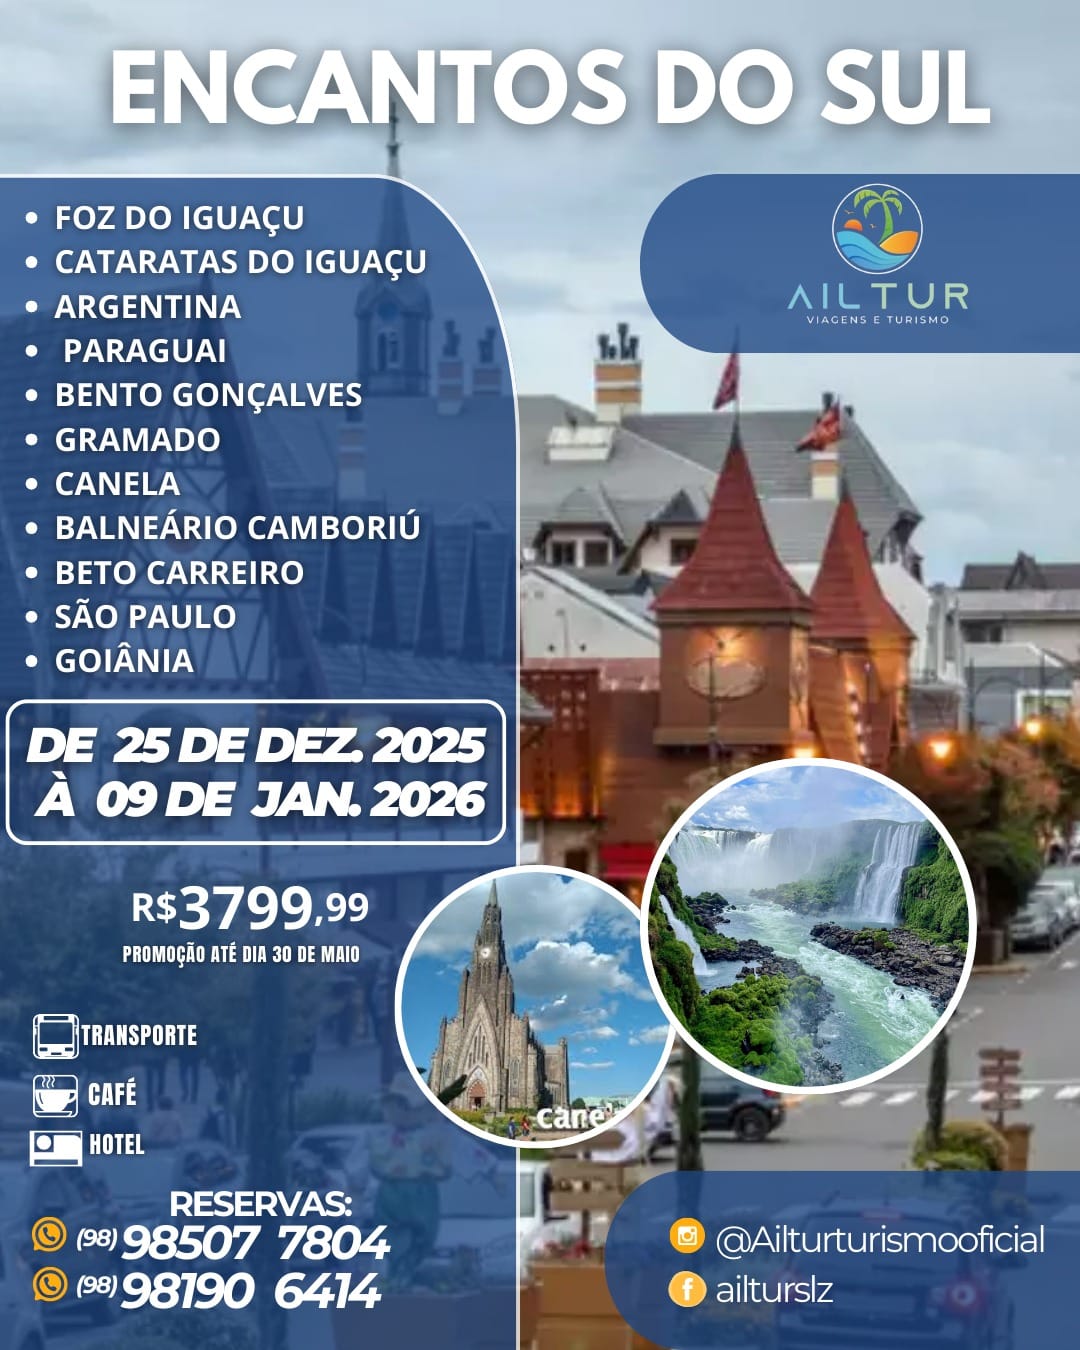 ENCANTOS DO SUL
AILTUR
VIAGENS E TURISMO
• FOZ DO IGUAÇU
• CATARATAS DO IGUAÇU
• ARGENTINA
• PARAGUAI
• BENTO GONÇALVES
• GRAMADO
• CANELA
• BALNEÁRIO CAMBORIÚ
• BETO CARREIRO
• SÃO PAULO
• GOIÂNIA
DE 25 DE DEZ. 2025
À 09 DE JAN. 2026
R$3799,99
PROMOÇÃO ATÉ DIA 30 DE MAIO
TRANSPORTE
CAFÉ
HOTEL
cane
RESERVAS:
(98) 98507 7804
(98) 98190 6414
@Ailturturismooficial
ailturslz